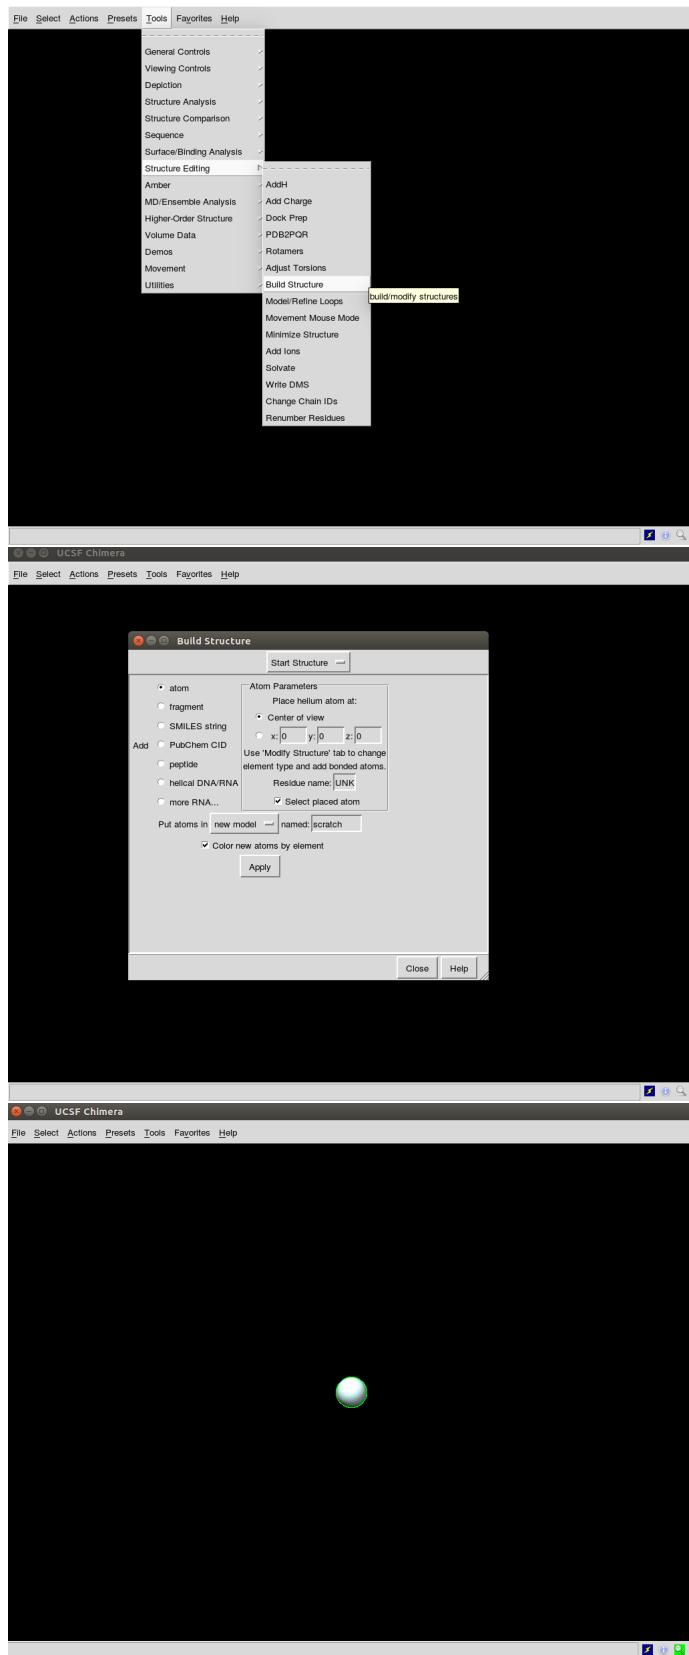 File Select Actions Presets Tools Favorites Help
General Controls
Viewing Controls
Depiction
Structure Analysis
Structure Comparison
Sequence
Surface/Binding Analysis
Structure Editing
Amber
MD/Ensemble Analysis
Higher-Order Structure
Volume Data
Demos
Movement
Utilities
AddH
Add Charge
Dock Prep
PDB2PQR
Rotamers
Adjust Torsions
Build Structure
build/modify structures
Model/Refine Loops
Movement Mouse Mode
Minimize Structure
Add Ions
Solvate
Write DMS
Change Chain IDs
Renumber Residues
UCSF Chimera
File Select Actions Presets Tools Favorites Help
Build Structure
Start Structure
Add
atom
fragment
SMILES string
PubChem CID
peptide
helical DNA/RNA
more RNA...
Atom Parameters
Place helium atom at:
Center of view
x: 0 y: 0 z: 0
Use 'Modify Structure' tab to change
element type and add bonded atoms.
Residue name: UNK
Select placed atom
Put atoms in new model named: scratch
Color new atoms by element
Apply
Close Help
UCSF Chimera
File Select Actions Presets Tools Favorites Help